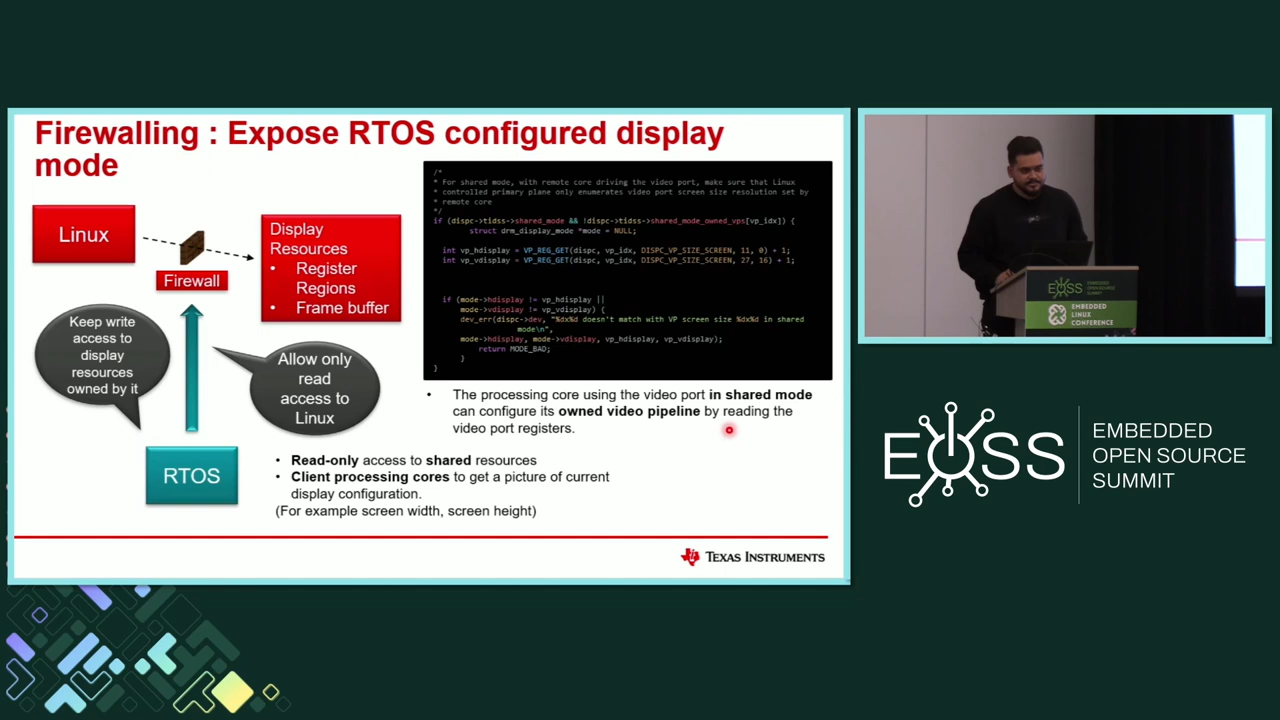 Firewalling : Expose RTOS configured display
mode
Linux
Firewall
Display
Resources
• Register
Regions
• Frame buffer
Keep write
access to
display
resources
owned by it
Allow only
read
access to
Linux
RTOS
/*
* For shared mode, with remote core driving the video port, make sure that Linux
* controlled primary plane only enumerates video port screen size resolution set by
* remote core
*/
if (dispc->tidss->shared_mode && !dispc->tidss->shared_mode_owned_vps[vp_idx]) {
struct drm_display_mode *mode = NULL;
int vp_hdisplay = VP_REG_GET(dispc, vp_idx, DISPC_VP_SIZE_SCREEN, 11, 0) + 1;
int vp_vdisplay = VP_REG_GET(dispc, vp_idx, DISPC_VP_SIZE_SCREEN, 27, 16) + 1;
if (mode->hdisplay != vp_hdisplay ||
mode->vdisplay != vp_vdisplay) {
dev_err(dispc->dev, "%dx%d doesn't match with VP screen size %dx%d in shared
mode\n",
mode->hdisplay, mode->vdisplay, vp_hdisplay, vp_vdisplay);
return MODE_BAD;
}
}
• The processing core using the video port in shared mode
can configure its owned video pipeline by reading the
video port registers.
• Read-only access to shared resources
• Client processing cores to get a picture of current
display configuration.
(For example screen width, screen height)
TEXAS INSTRUMENTS
EOSS
EMBEDDED
OPEN SOURCE
SUMMIT
EMBEDDED
LINUX
CONFERENCE
EOSS
EMBEDDED
OPEN SOURCE
SUMMIT